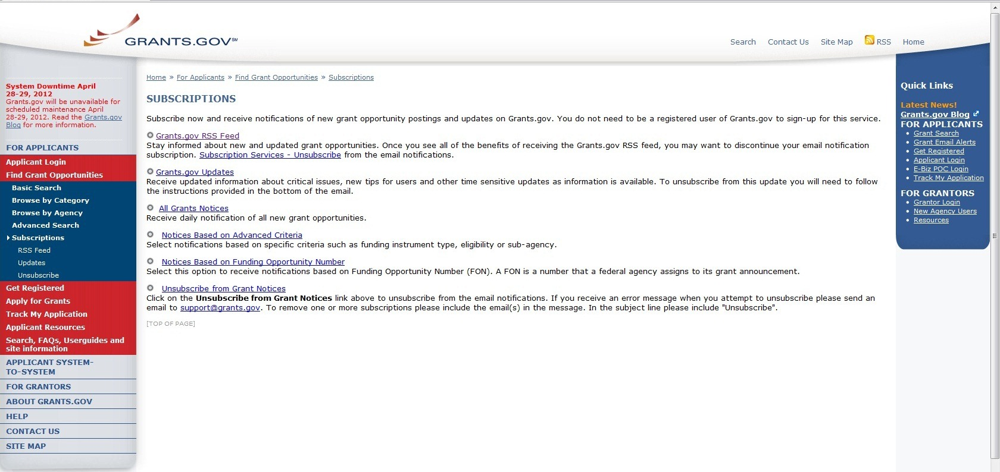 GRANTS.GOV℠
Search Contact Us Site Map RSS Home
System Downtime April
28-29, 2012
Grants.gov will be unavailable for
scheduled maintenance April
28-29, 2012. Read the Grants.gov
Blog for more information.
FOR APPLICANTS
Applicant Login
Find Grant Opportunities
Basic Search
Browse by Category
Browse by Agency
Advanced Search
Subscriptions
RSS Feed
Updates
Unsubscribe
Get Registered
Apply for Grants
Track My Application
Applicant Resources
Search, FAQs, Userguides and
site information
APPLICANT SYSTEM-
TO-SYSTEM
FOR GRANTORS
ABOUT GRANTS.GOV
HELP
CONTACT US
SITE MAP
Home » For Applicants » Find Grant Opportunities » Subscriptions
SUBSCRIPTIONS
Subscribe now and receive notifications of new grant opportunity postings and updates on Grants.gov. You do not need to be a registered user of Grants.gov to sign-up for this service.
Grants.gov RSS Feed
Stay informed about new and updated grant opportunities. Once you see all of the benefits of receiving the Grants.gov RSS feed, you may want to discontinue your email notification
subscription. Subscription Services - Unsubscribe from the email notifications.
Grants.gov Updates
Receive updated information about critical issues, new tips for users and other time sensitive updates as information is available. To unsubscribe from this update you will need to follow
the instructions provided in the bottom of the email.
All Grants Notices
Receive daily notification of all new grant opportunities.
Notices Based on Advanced Criteria
Select notifications based on specific criteria such as funding instrument type, eligibility or sub-agency.
Notices Based on Funding Opportunity Number
Select this option to receive notifications based on Funding Opportunity Number (FON). A FON is a number that a federal agency assigns to its grant announcement.
Unsubscribe from Grant Notices
Click on the Unsubscribe from Grant Notices link above to unsubscribe from the email notifications. If you receive an error message when you attempt to unsubscribe please send an
email to support@grants.gov. To remove one or more subscriptions please include the email(s) in the message. In the subject line please include "Unsubscribe".
[TOP OF PAGE]
Quick Links
Latest News!
Grants.gov Blog
FOR APPLICANTS
• Grant Search
• Grant Email Alerts
• Get Registered
• Applicant Login
• E-Biz POC Login
• Track My Application
FOR GRANTORS
• Grantor Login
• New Agency Users
• Resources